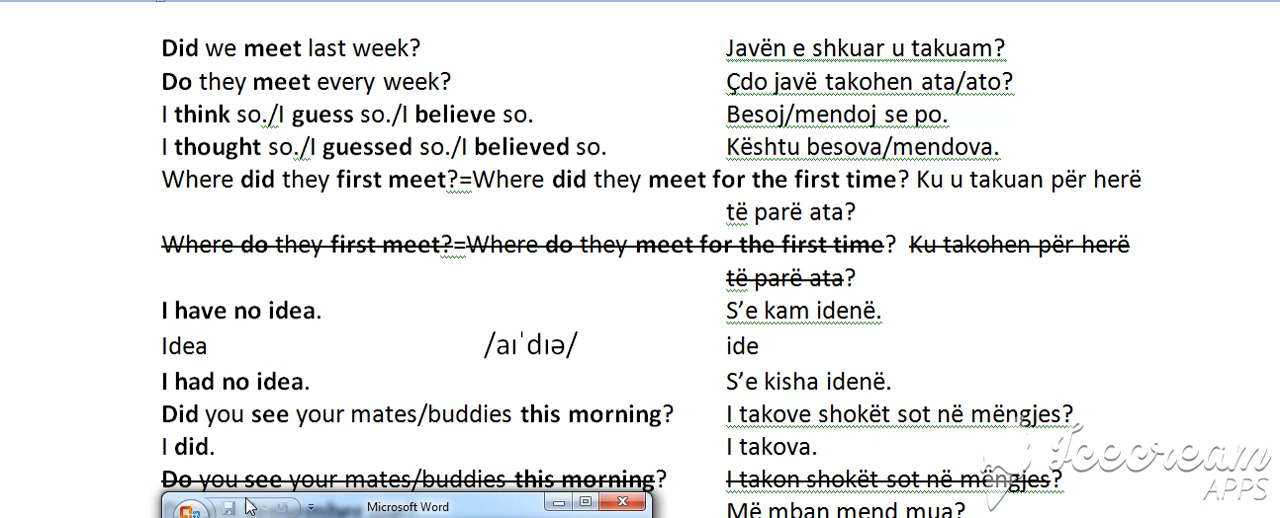 Did we meet last week? Javën e shkuar u takuam?
Do they meet every week? Çdo javë takohen ata/ato?
I think so./I guess so./I believe so. Besoj/mendoj se po.
I thought so./I guessed so./I believed so. Kështu besova/mendova.
Where did they first meet?=Where did they meet for the first time? Ku u takuan për herë
të parë ata?
Where do they first meet?=Where do they meet for the first time? Ku takohen për herë
të parë ata?
I have no idea. S’e kam idenë.
Idea /aɪˈdɪə/ ide
I had no idea. S’e kisha idenë.
Did you see your mates/buddies this morning? I takove shokët sot në mëngjes?
I did. I takova.
Do you see your mates/buddies this morning? I takon shokët sot në mëngjes?
Më mban mend mua?
Microsoft Word
Icecream
APPS